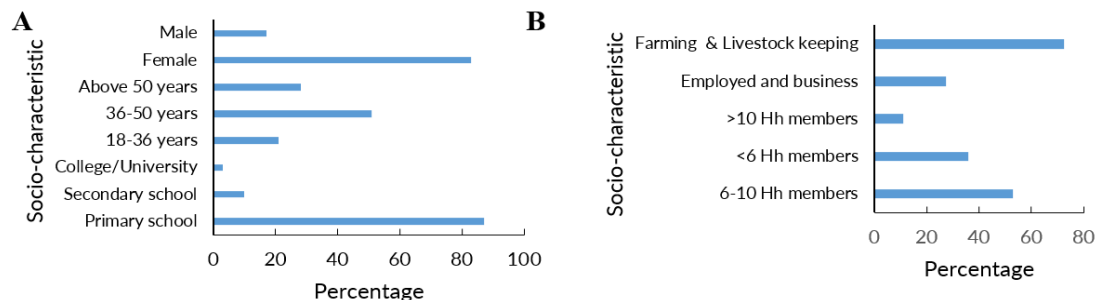 A
Socio-characteristic
Male
Female
Above 50 years
36-50 years
18-36 years
College/University
Secondary school
Primary school
0 20 40 60 80 100
Percentage
B
Socio-characteristic
Farming & Livestock keeping
Employed and business
>10 Hh members
<6 Hh members
6-10 Hh members
0 20 40 60 80
Percentage